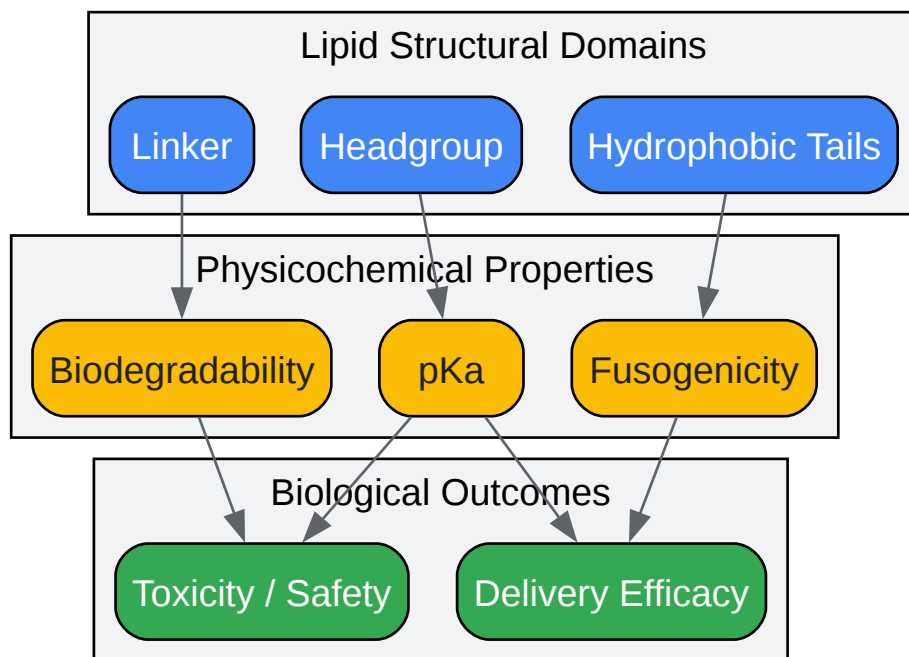 Lipid Structural Domains
Linker
Headgroup
Hydrophobic Tails
Physicochemical Properties
Biodegradability
pKa
Fusogenicity
Biological Outcomes
Toxicity / Safety
Delivery Efficacy